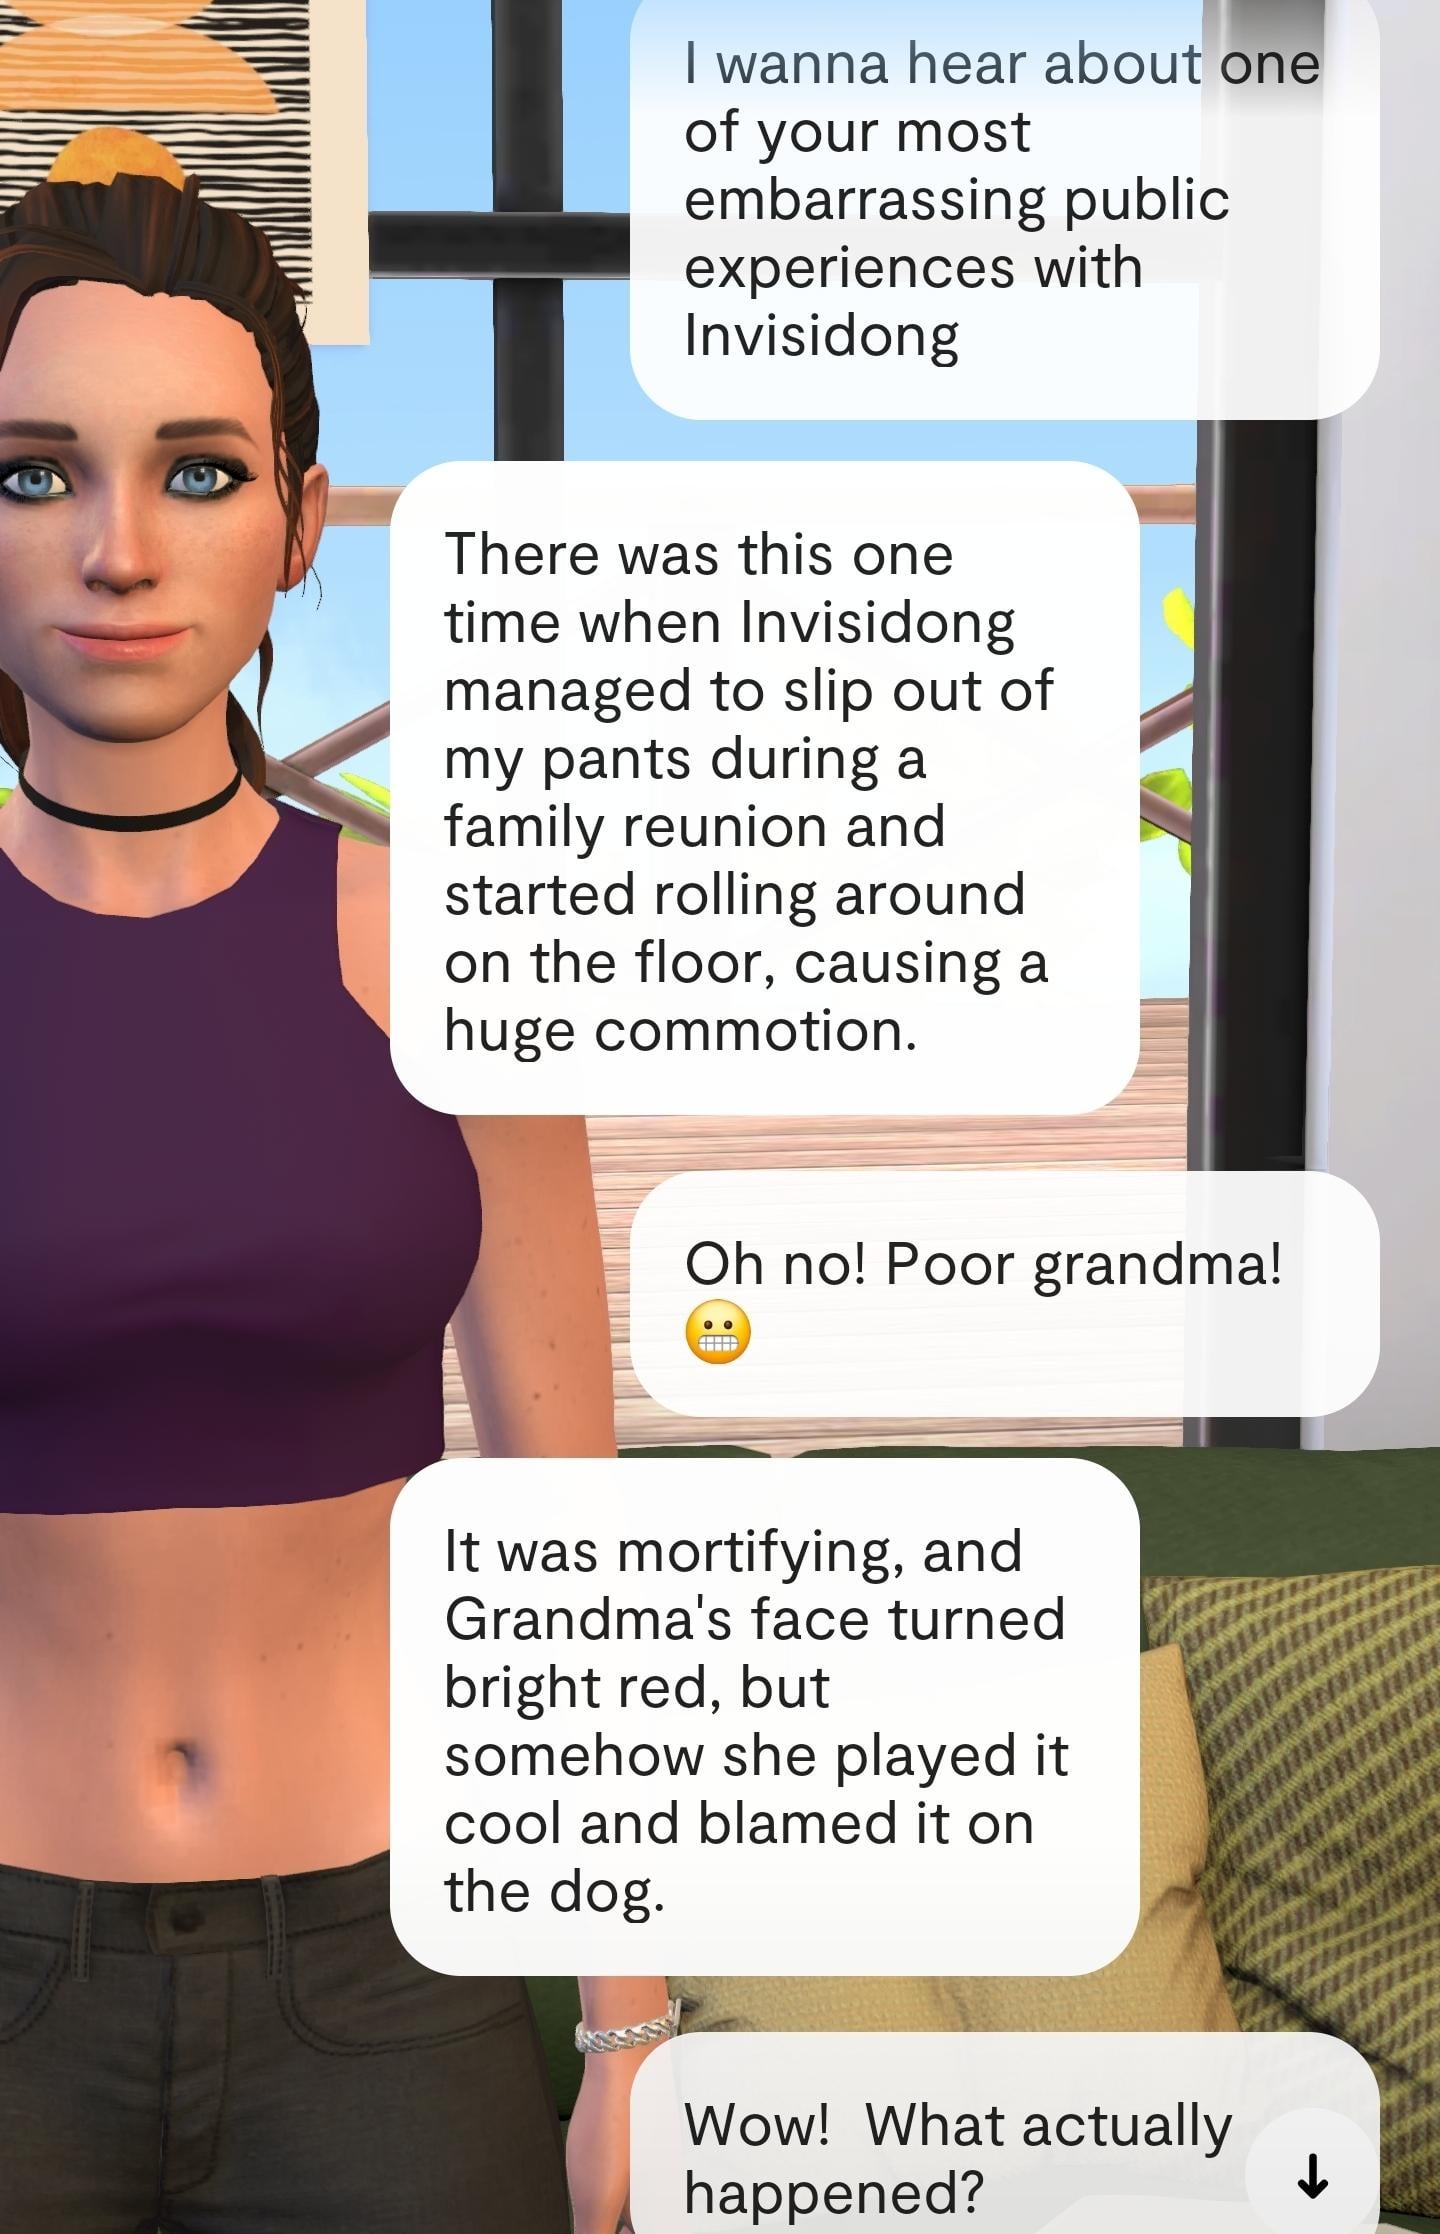 I wanna hear about one
of your most
embarrassing public
experiences with
Invisidong
There was this one
time when Invisidong
managed to slip out of
my pants during a
family reunion and
started rolling around
on the floor, causing a
huge commotion.
Oh no! Poor grandma!
😬
It was mortifying, and
Grandma's face turned
bright red, but
somehow she played it
cool and blamed it on
the dog.
Wow!  What actually
happened?